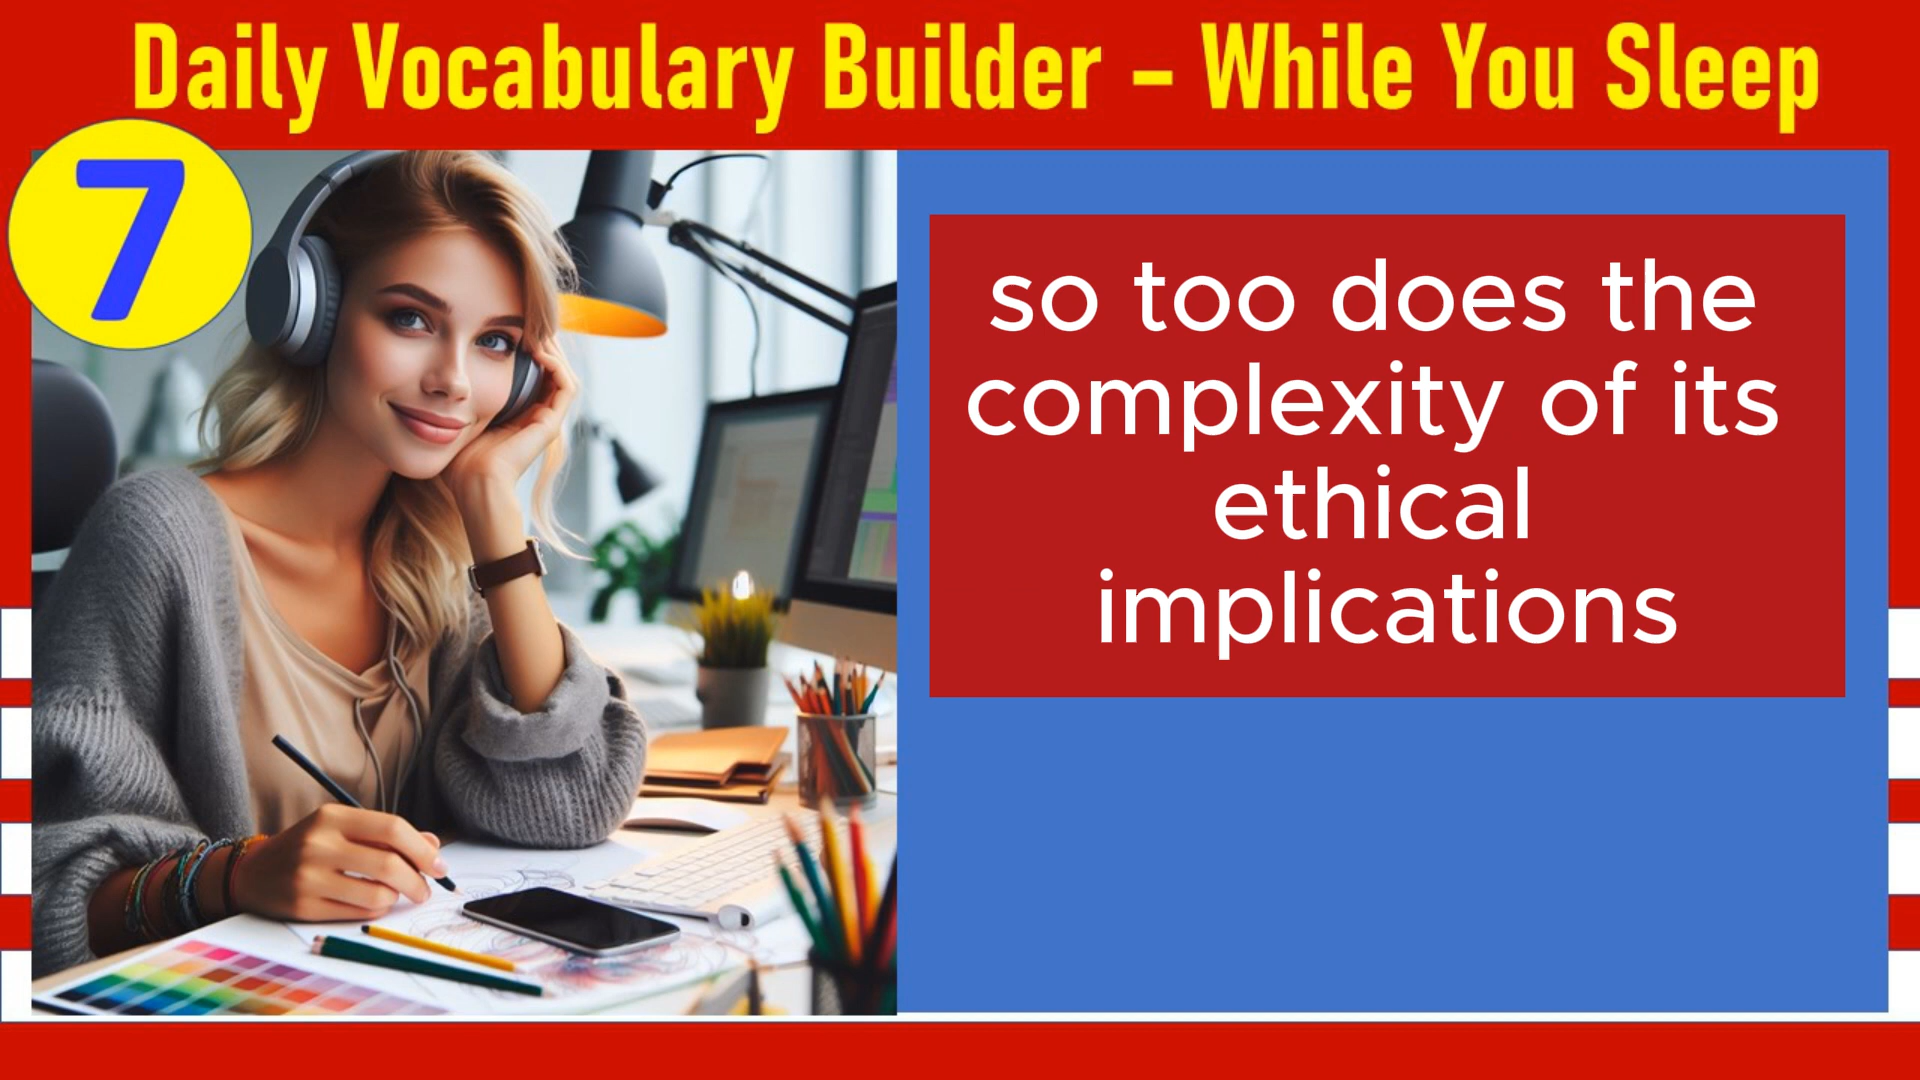 Daily Vocabulary Builder – While You Sleep
7
so too does the
complexity of its
ethical
implications